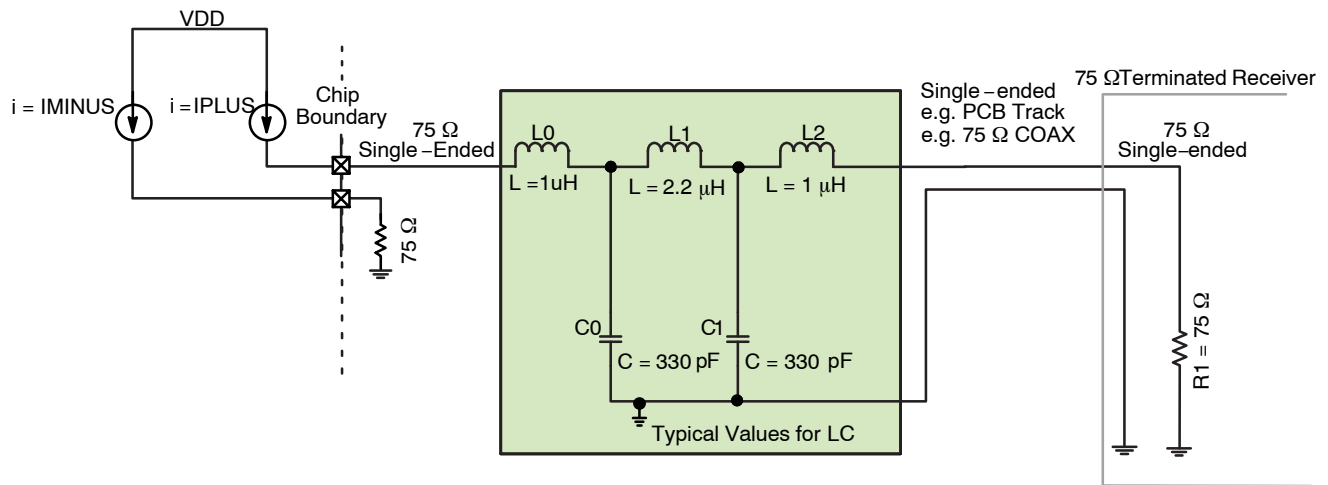 VDD
i = IMINUS
i = IPLUS
Chip
Boundary
75 Ω
Single –Ended
75 Ω
L0
L =1uH
L1
L = 2.2 μH
L2
L = 1 μH
C0
C = 330 pF
C1
C = 330 pF
Typical Values for LC
Single –ended
e.g. PCB Track
e.g. 75 Ω COAX
75 ΩTerminated Receiver
75 Ω
Single–ended
R1 = 75 Ω